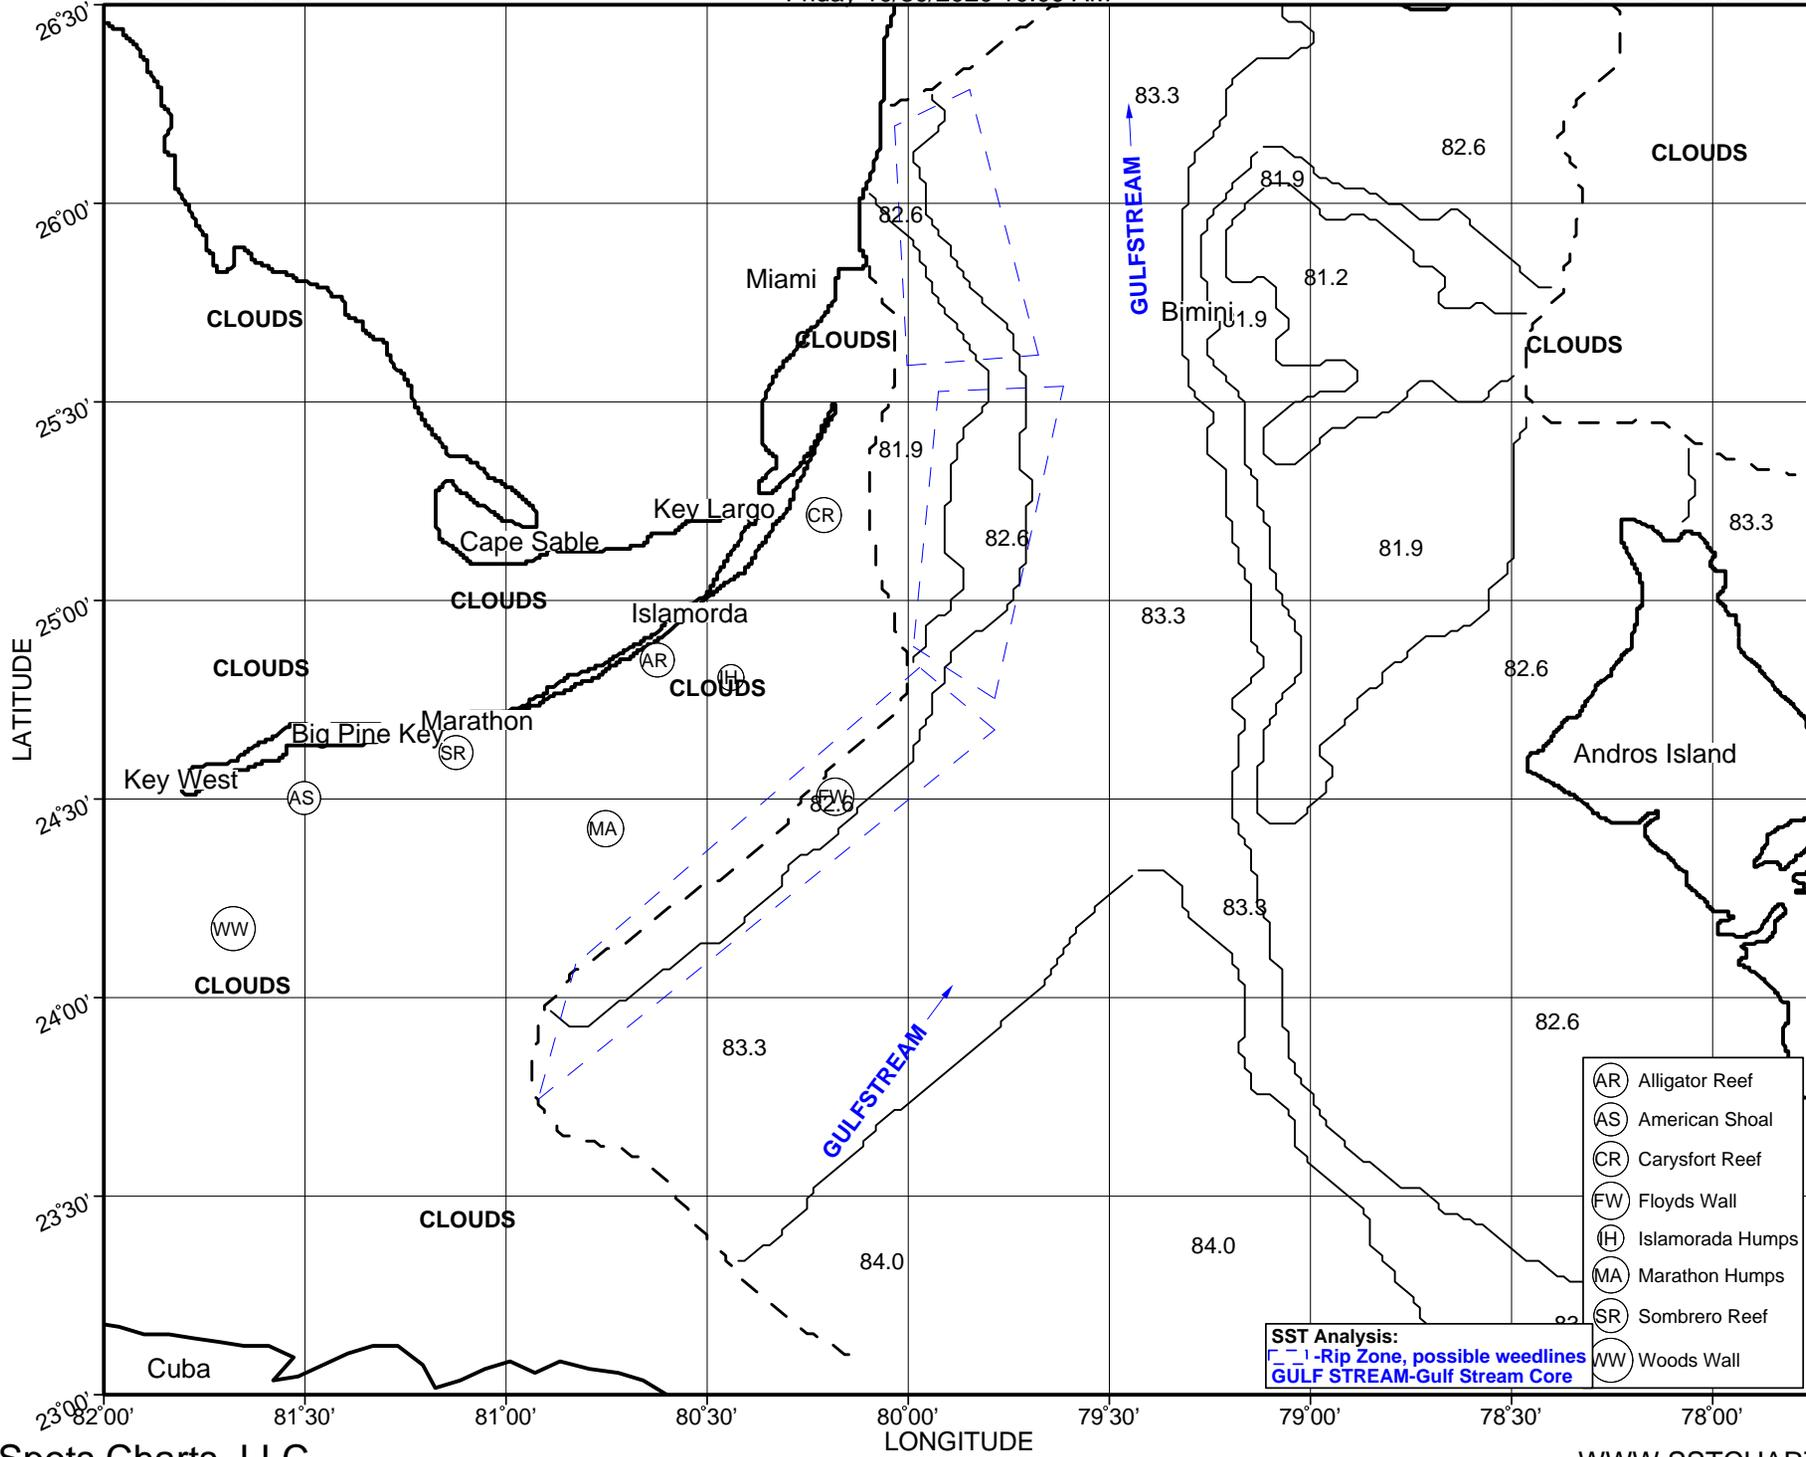 26°30'
83.3
82.6
CLOUDS
81.9
GULFSTREAM
26°00'
82.6
Miami
81.2
CLOUDS
Bimini
81.9
CLOUDS
CLOUDS
25°30'
81.9
Key Largo
CR
83.3
Cape Sable
82.6
81.9
CLOUDS
25°00'
Islamorda
83.3
LATITUDE
CLOUDS
AR
IH
CLOUDS
82.6
Marathon
Big Pine Key
SR
Andros Island
Key West
AS
FW
82.6
24°30'
MA
83.3
WW
CLOUDS
24°00'
82.6
83.3
GULFSTREAM
AR Alligator Reef
AS American Shoal
CR Carysfort Reef
FW Floyds Wall
IH Islamorada Humps
MA Marathon Humps
SR Sombrero Reef
WW Woods Wall
23°30'
CLOUDS
84.0
84.0
SST Analysis:
-Rip Zone, possible weedlines
GULF STREAM-Gulf Stream Core
Cuba
23°00'
82°00' 81°30' 81°00' 80°30' 80°00' 79°30' 79°00' 78°30' 78°00'
LONGITUDE